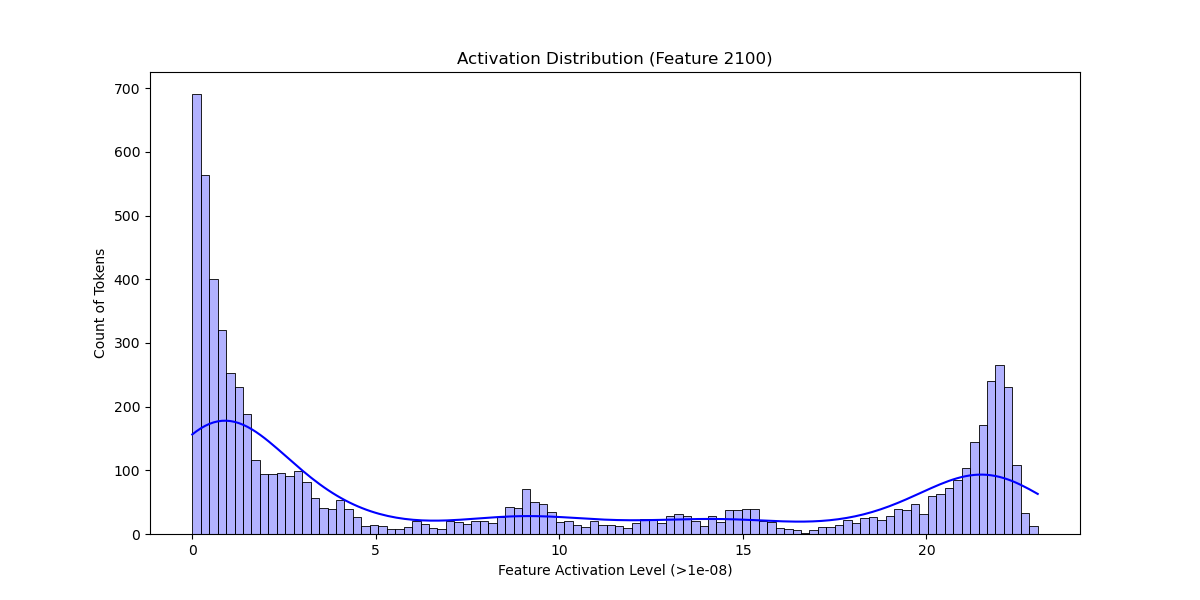 Activation Distribution (Feature 2100)
Count of Tokens
700
600
500
400
300
200
100
0
0 5 10 15 20
Feature Activation Level (>1e-08)